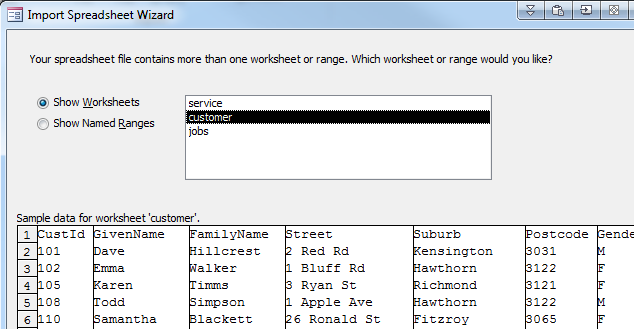 Import Spreadsheet Wizard
Your spreadsheet file contains more than one worksheet or range. Which worksheet or range would you like?
Show Worksheets
Show Named Ranges
service
customer
jobs
Sample data for worksheet 'customer'.
1 CustId GivenName FamilyName Street Suburb Postcode Gende
2 101 Dave Hillcrest 2 Red Rd Kensington 3031 M
3 102 Emma Walker 1 Bluff Rd Hawthorn 3122 F
4 105 Karen Timms 3 Ryan St Richmond 3121 F
5 108 Todd Simpson 1 Apple Ave Hawthorn 3122 M
6 110 Samantha Blackett 26 Ronald St Fitzroy 3065 F